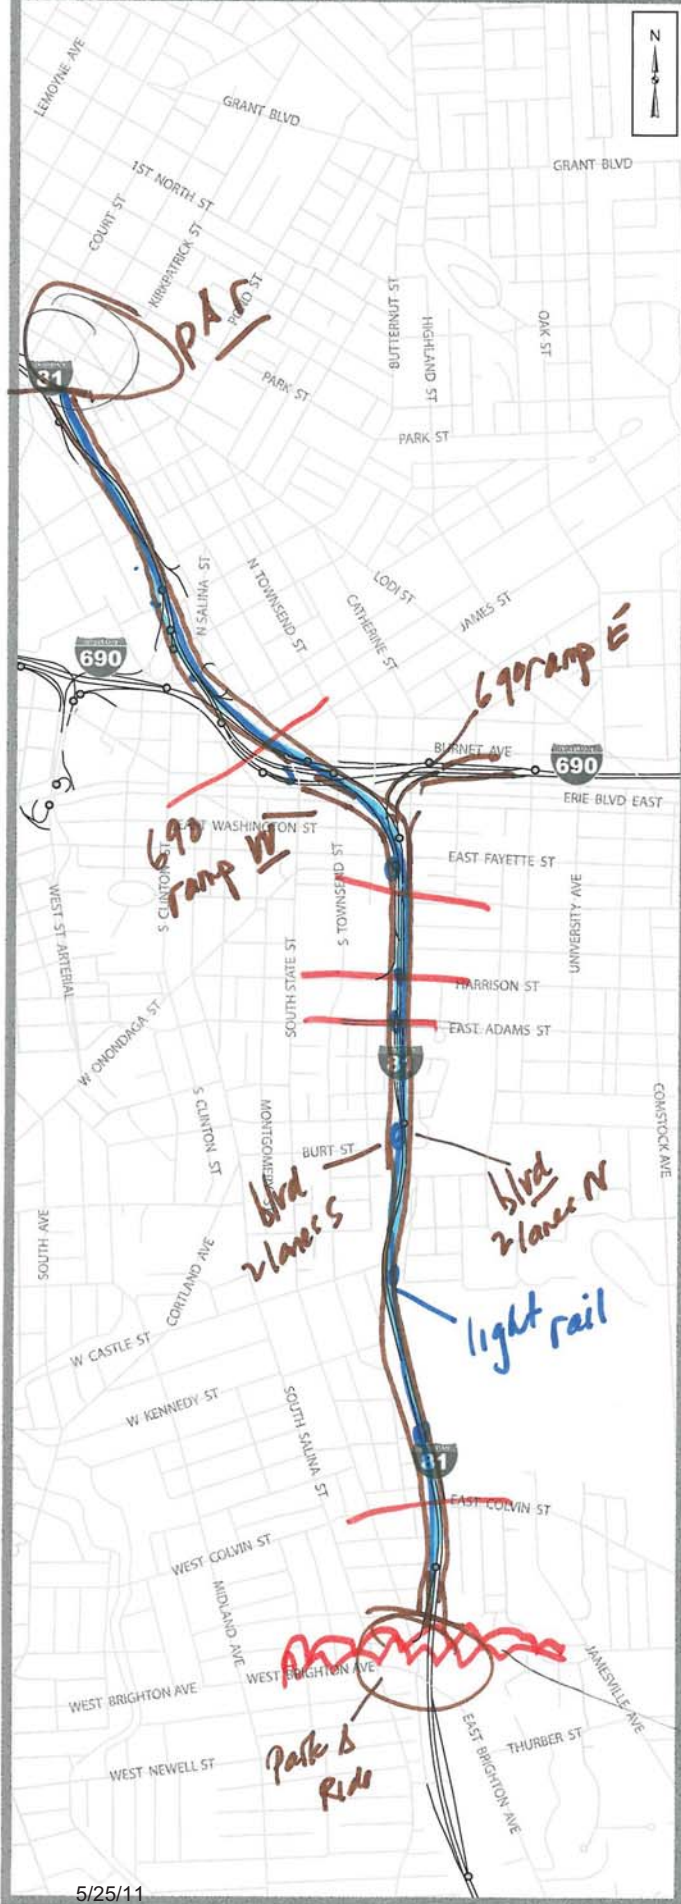 N
LEMOYNE AVE
GRANT BLVD
GRANT BLVD
1ST NORTH ST
COURT ST
KIRKPATRICK ST
POND ST
BUTTERNUT ST
HIGHLAND ST
OAK ST
81
PARK ST
PARK ST
N SALINA ST
N TOWNSEND ST
LODI ST
CATHERINE ST
JAMES ST
690
690 ramp E
BURNET AVE
690
ERIE BLVD EAST
EAST WASHINGTON ST
690
ramp W
S CLINTON ST
S TOWNSEND ST
EAST FAYETTE ST
UNIVERSITY AVE
WEST ST ARTERIAL
SOUTH STATE ST
HARRISON ST
EAST ADAMS ST
W ONONDAGA ST
81
S CLINTON ST
MONTGOMERY
BURT ST
COMSTOCK AVE
blvd
2 lanes S
blvd
2 lanes N
SOUTH AVE
CORTLAND AVE
light rail
W CASTLE ST
W KENNEDY ST
SOUTH SALINA ST
81
EAST COLVIN ST
WEST COLVIN ST
MIDLAND AVE
WEST BRIGHTON AVE
WEST BRIGHTON AVE
JAMESVILLE AVE
EAST BRIGHTON AVE
THURBER ST
WEST NEWELL ST
Park &
Ride
5/25/11